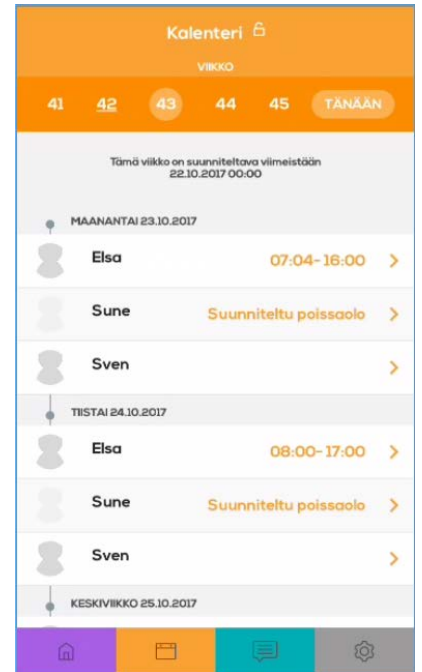 Kalenteri
VIIKKO
41 42 43 44 45 TÄNÄÄN
Tämä viikko on suunniteltava viimeistään
22.10.2017 00:00
MAANANTAI 23.10.2017
Elsa 07:04-16:00
Sune Suunniteltu poissaolo
Sven
TIISTAI 24.10.2017
Elsa 08:00-17:00
Sune Suunniteltu poissaolo
Sven
KESKIVIIKKO 25.10.2017